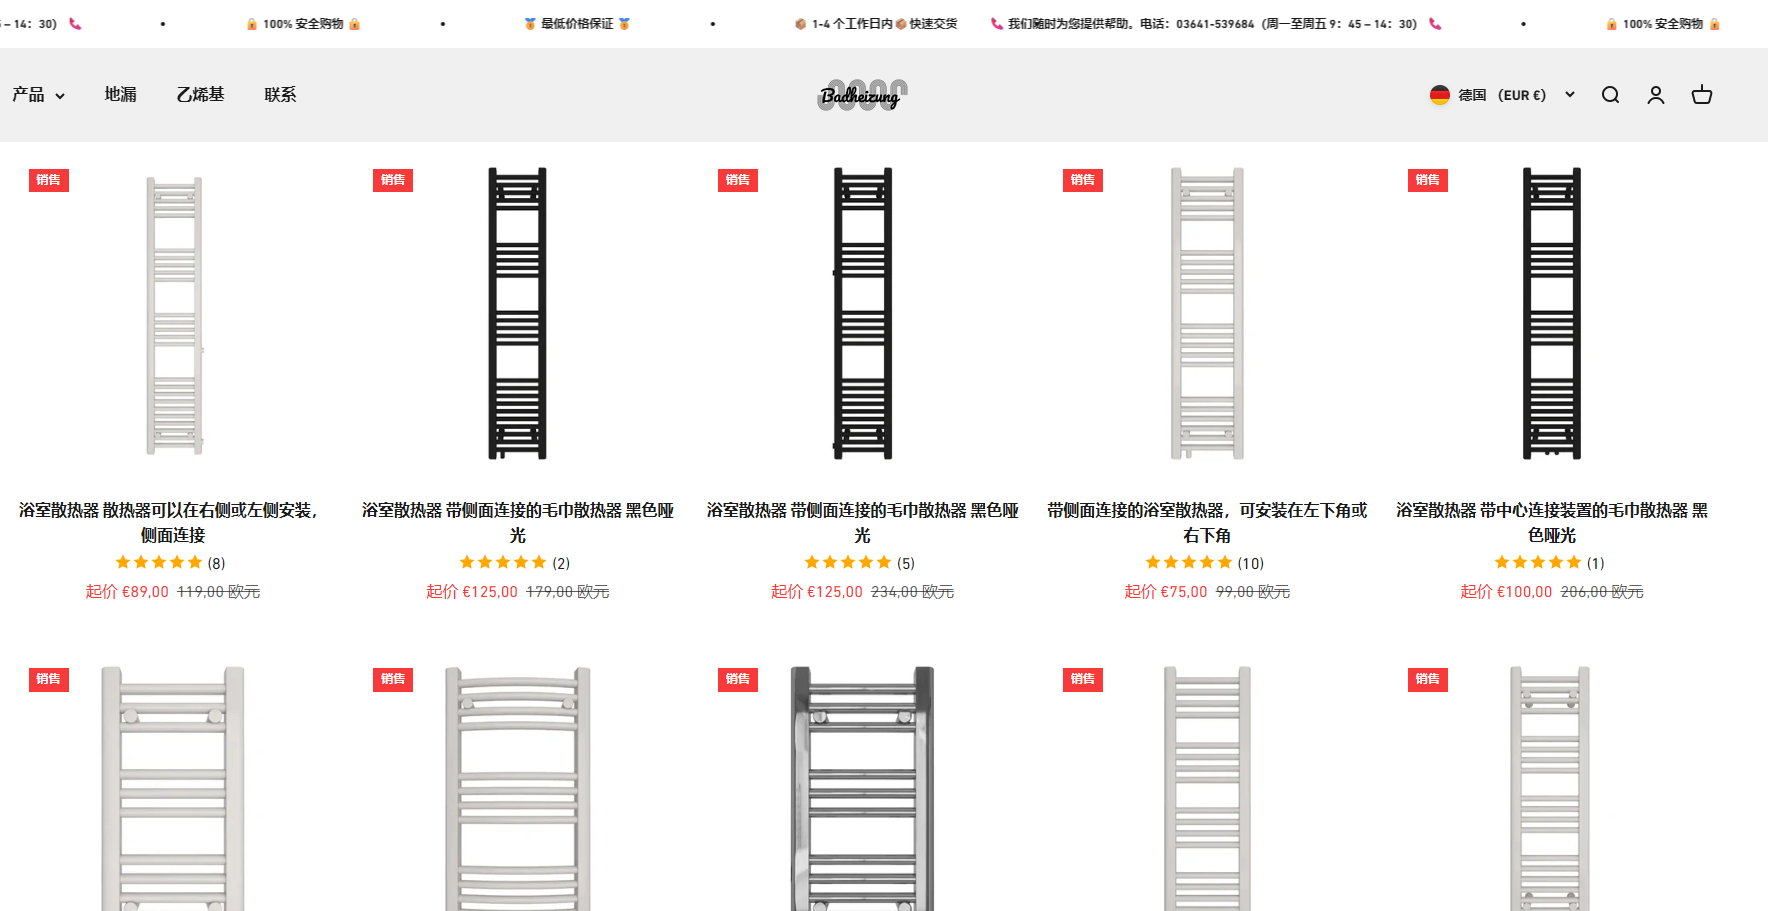 – 14：30)
100% 安全购物
最低价格保证
1-4 个工作日内 快速交货
我们随时为您提供帮助。电话：03641-539684（周一至周五 9：45 – 14：30)
100% 安全购物
产品
地漏
乙烯基
联系
Badheizung
德国 （EUR €）
销售
销售
销售
销售
销售
浴室散热器 散热器可以在右侧或左侧安装，
侧面连接
(8)
起价 €89,00 119,00 欧元
浴室散热器 带侧面连接的毛巾散热器 黑色哑
光
(2)
起价 €125,00 179,00 欧元
浴室散热器 带侧面连接的毛巾散热器 黑色哑
光
(5)
起价 €125,00 234,00 欧元
带侧面连接的浴室散热器，可安装在左下角或
右下角
(10)
起价 €75,00 99,00 欧元
浴室散热器 带中心连接装置的毛巾散热器 黑
色哑光
(1)
起价 €100,00 206,00 欧元
销售
销售
销售
销售
销售